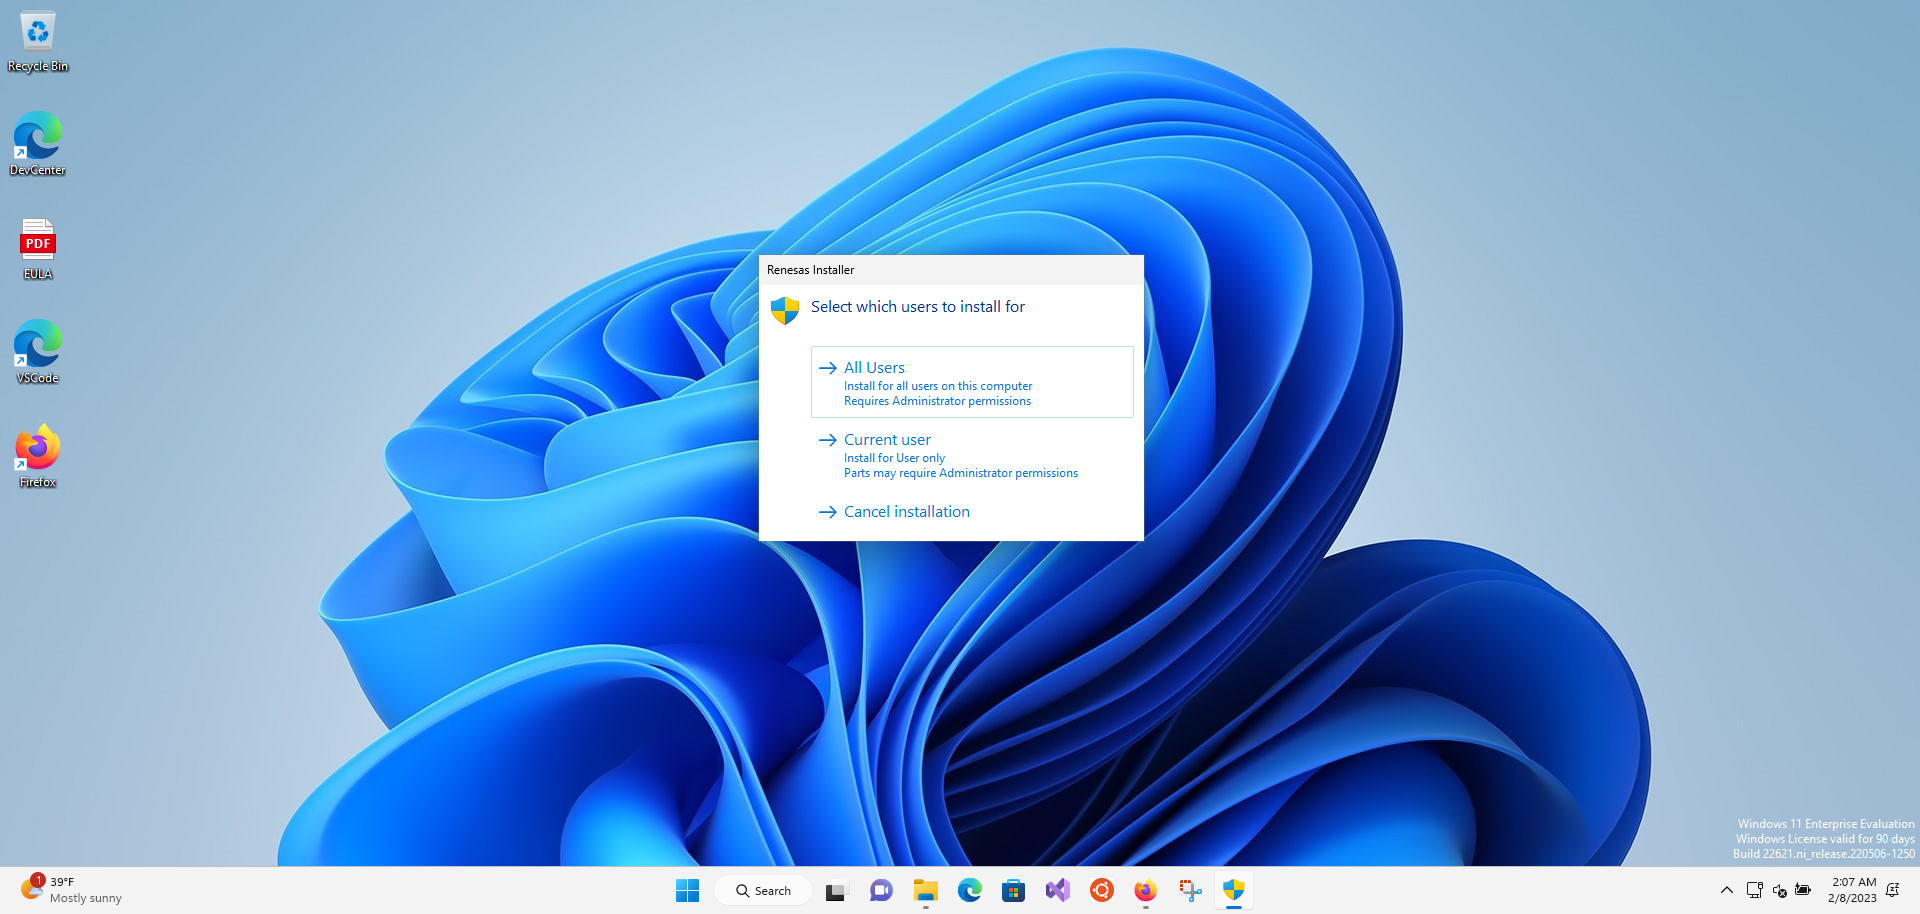 Recycle Bin
DevCenter
PDF
EULA
VSCode
Firefox
Renesas Installer
Select which users to install for
All Users
Install for all users on this computer
Requires Administrator permissions
Current user
Install for User only
Parts may require Administrator permissions
Cancel installation
Windows 11 Enterprise Evaluation
Windows License valid for 90 days
Build 22621.ni_release.220506-1250
1
39°F
Mostly sunny
Search
2:07 AM
2/8/2023